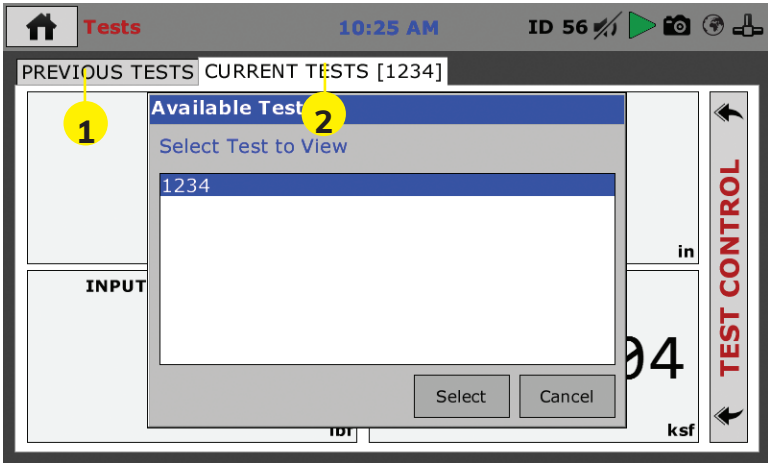 Tests 10:25 AM ID 56
PREVIOUS TESTS CURRENT TESTS [1234]
1
2
Available
Select Test to View
1234
in
INPUT
04
Select Cancel
lbf
ksf
TEST CONTROL